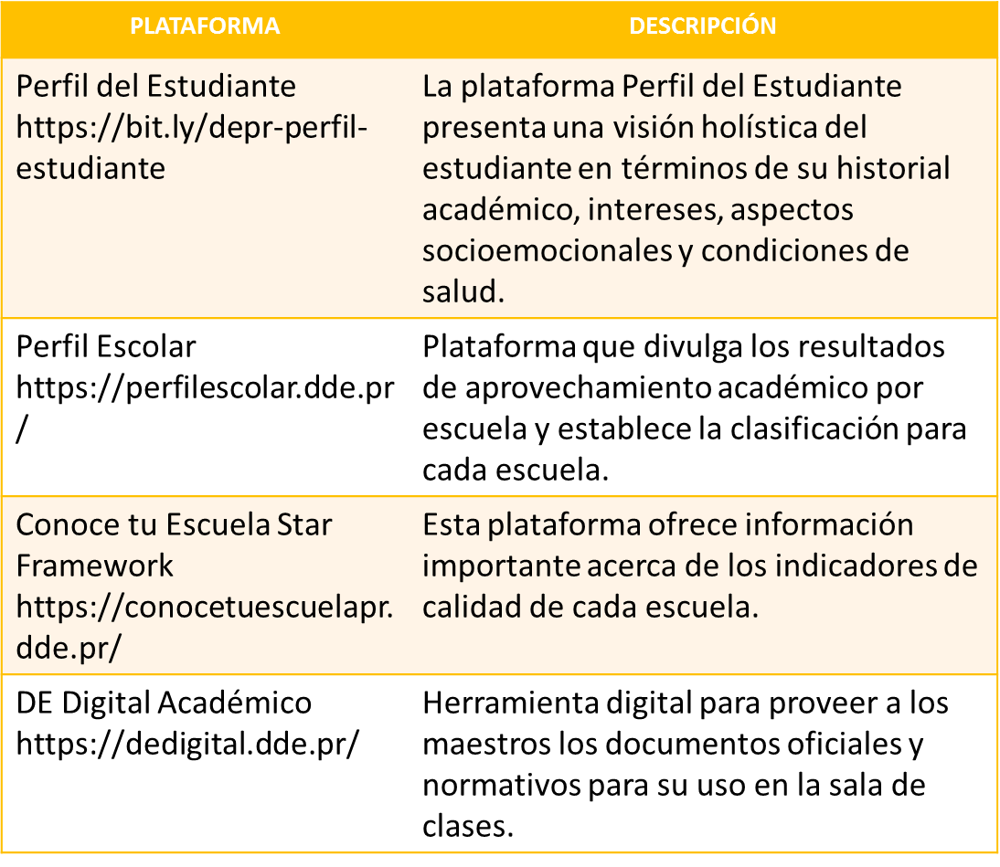 PLATAFORMA
DESCRIPCIÓN
Perfil del Estudiante
https://bit.ly/depr-perfil-
estudiante
La plataforma Perfil del Estudiante
presenta una visión holística del
estudiante en términos de su historial
académico, intereses, aspectos
socioemocionales y condiciones de
salud.
Perfil Escolar
https://perfilescolar.dde.pr
/
Plataforma que divulga los resultados
de aprovechamiento académico por
escuela y establece la clasificación para
cada escuela.
Conoce tu Escuela Star
Framework
https://conocetuescuelapr.
dde.pr/
Esta plataforma ofrece información
importante acerca de los indicadores de
calidad de cada escuela.
DE Digital Académico
https://dedigital.dde.pr/
Herramienta digital para proveer a los
maestros los documentos oficiales y
normativos para su uso en la sala de
clases.